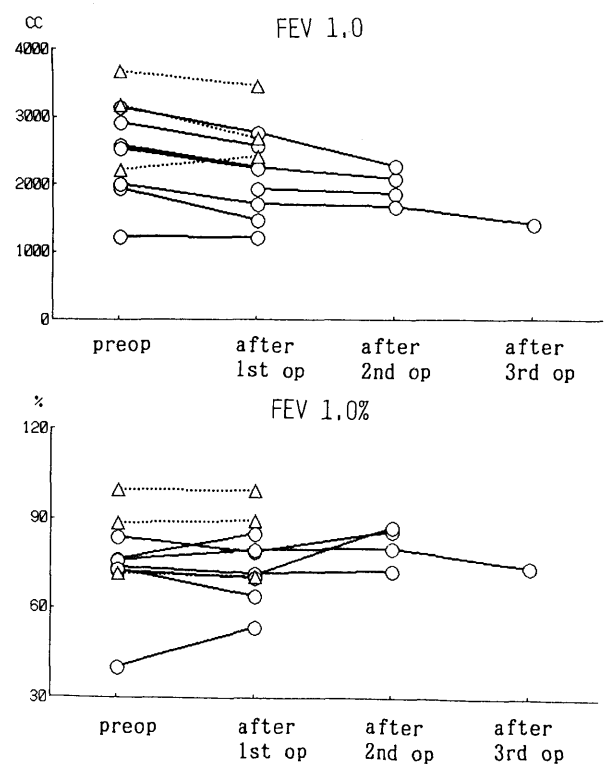 FEV 1.0
CC
4000
3000
2000
1000
0
preop after after after
1st op 2nd op 3rd op
FEV 1.0%
%
120
90
60
30
preop after after after
1st op 2nd op 3rd op